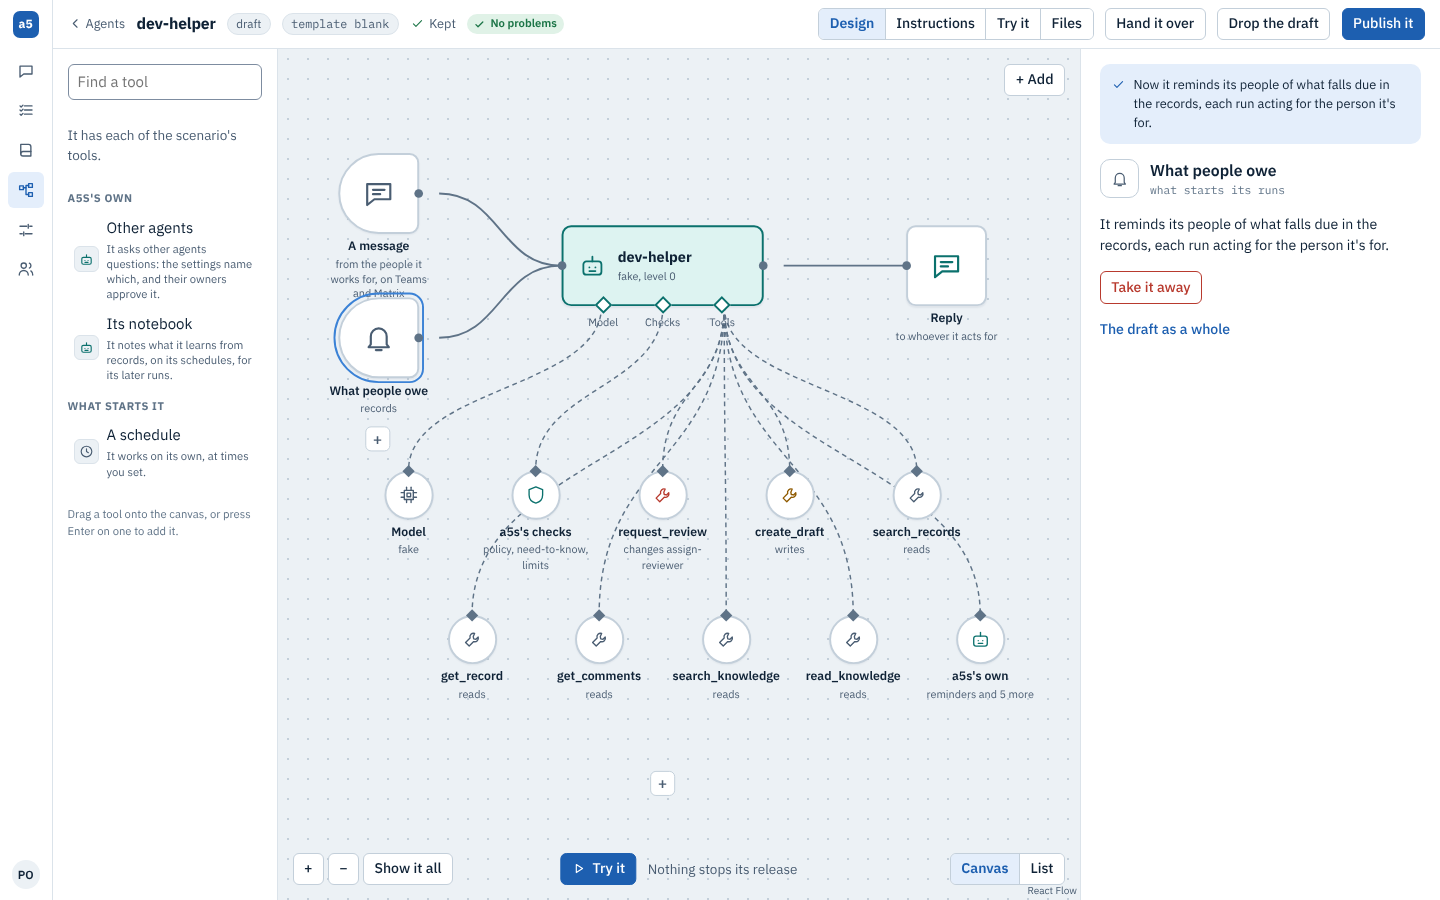 a5
Agents
dev-helper
draft
template blank
Kept
No problems
Design
Instructions
Try it
Files
Hand it over
Drop the draft
Publish it
Find a tool
It has each of the scenario's
tools.
A5S'S OWN
Other agents
It asks other agents
questions: the settings name
which, and their owners
approve it.
Its notebook
It notes what it learns from
records, on its schedules, for
its later runs.
WHAT STARTS IT
A schedule
It works on its own, at times
you set.
Drag a tool onto the canvas, or press
Enter on one to add it.
PO
+ Add
A message
from the people it
works for, on Teams
and Matrix
What people owe
records
+
dev-helper
fake, level 0
Model
Checks
Tools
Reply
to whoever it acts for
Model
fake
a5s's checks
policy, need-to-know,
limits
request_review
changes assign-
reviewer
create_draft
writes
search_records
reads
get_record
reads
get_comments
reads
search_knowledge
reads
read_knowledge
reads
a5s's own
reminders and 5 more
+
+
−
Show it all
Try it
Nothing stops its release
Canvas
List
React Flow
Now it reminds its people of what falls due in
the records, each run acting for the person it's
for.
What people owe
what starts its runs
It reminds its people of what falls due in the
records, each run acting for the person it's for.
Take it away
The draft as a whole